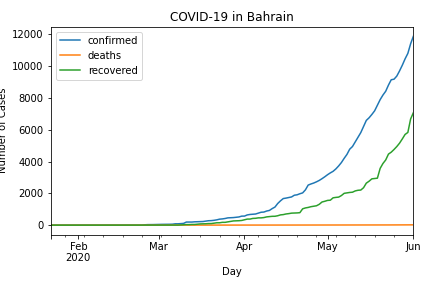 COVID-19 in Bahrain
confirmed
deaths
recovered
Number of Cases
12000
10000
8000
6000
4000
2000
0
Feb
2020
Mar
Apr
May
Jun
Day